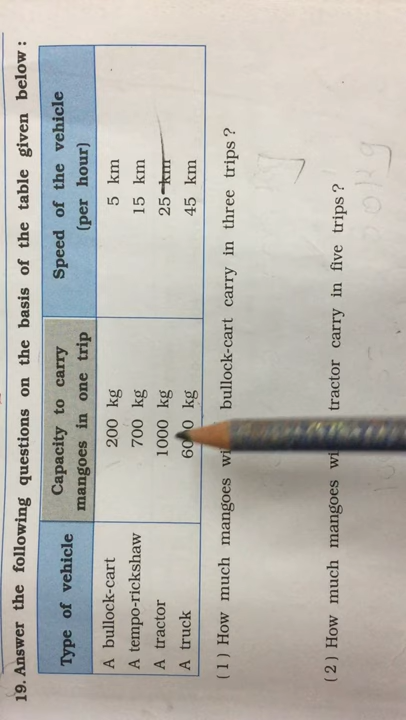 19. Answer the following questions on the basis of the table given below :
Type of vehicle Capacity to carry mangoes in one trip Speed of the vehicle (per hour)
A bullock-cart 200 kg 5 km
A tempo-rickshaw 700 kg 15 km
A tractor 1000 kg 25 km
A truck 6000 kg 45 km
(1) How much mangoes bullock-cart carry in three trips ?
(2) How much mangoes tractor carry in five trips ?